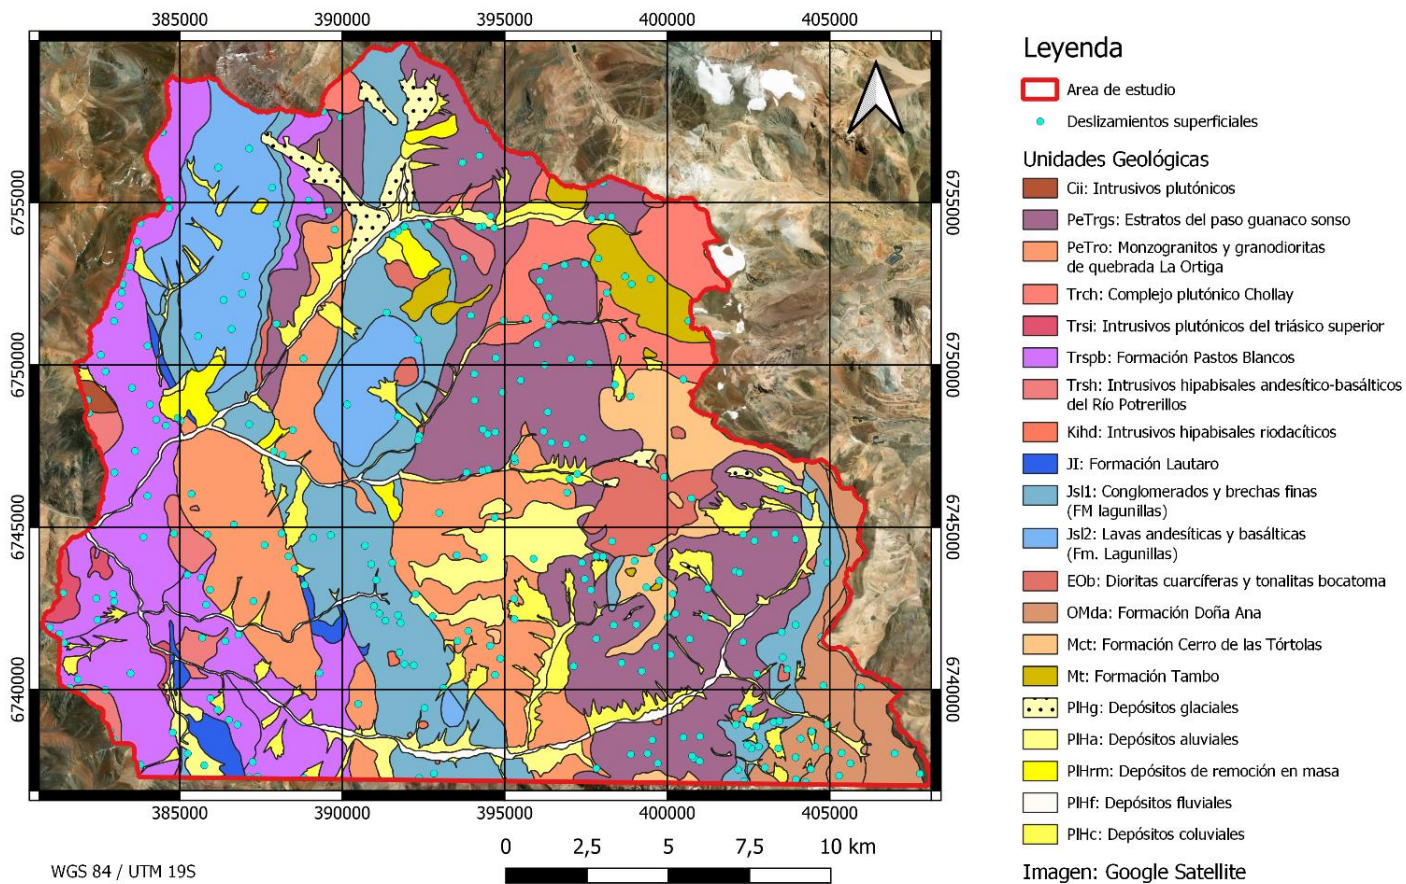 385000 390000 395000 400000 405000
6755000 6755000
6750000 6750000
6745000 6745000
6740000 6740000
385000 390000 395000 400000 405000
WGS 84 / UTM 19S
0 2,5 5 7,5 10 km
Leyenda
Area de estudio
Deslizamientos superficiales
Unidades Geológicas
Cii: Intrusivos plutónicos
PeTrgs: Estratos del paso guanaco sonso
PeTro: Monzogranitos y granodioritas
de quebrada La Ortiga
Trch: Complejo plutónico Chollay
Trsi: Intrusivos plutónicos del triásico superior
Trspb: Formación Pastos Blancos
Trsh: Intrusivos hipabisales andesítico-basálticos
del Río Potrerillos
Kihd: Intrusivos hipabisales riodacíticos
JI: Formación Lautaro
Jsl1: Conglomerados y brechas finas
(FM lagunillas)
Jsl2: Lavas andesíticas y basálticas
(Fm. Lagunillas)
EOb: Dioritas cuarcíferas y tonalitas bocatoma
OMda: Formación Doña Ana
Mct: Formación Cerro de las Tórtolas
Mt: Formación Tambo
PlHg: Depósitos glaciales
PlHa: Depósitos aluviales
PlHrm: Depósitos de remoción en masa
PlHf: Depósitos fluviales
PlHc: Depósitos coluviales
Imagen: Google Satellite